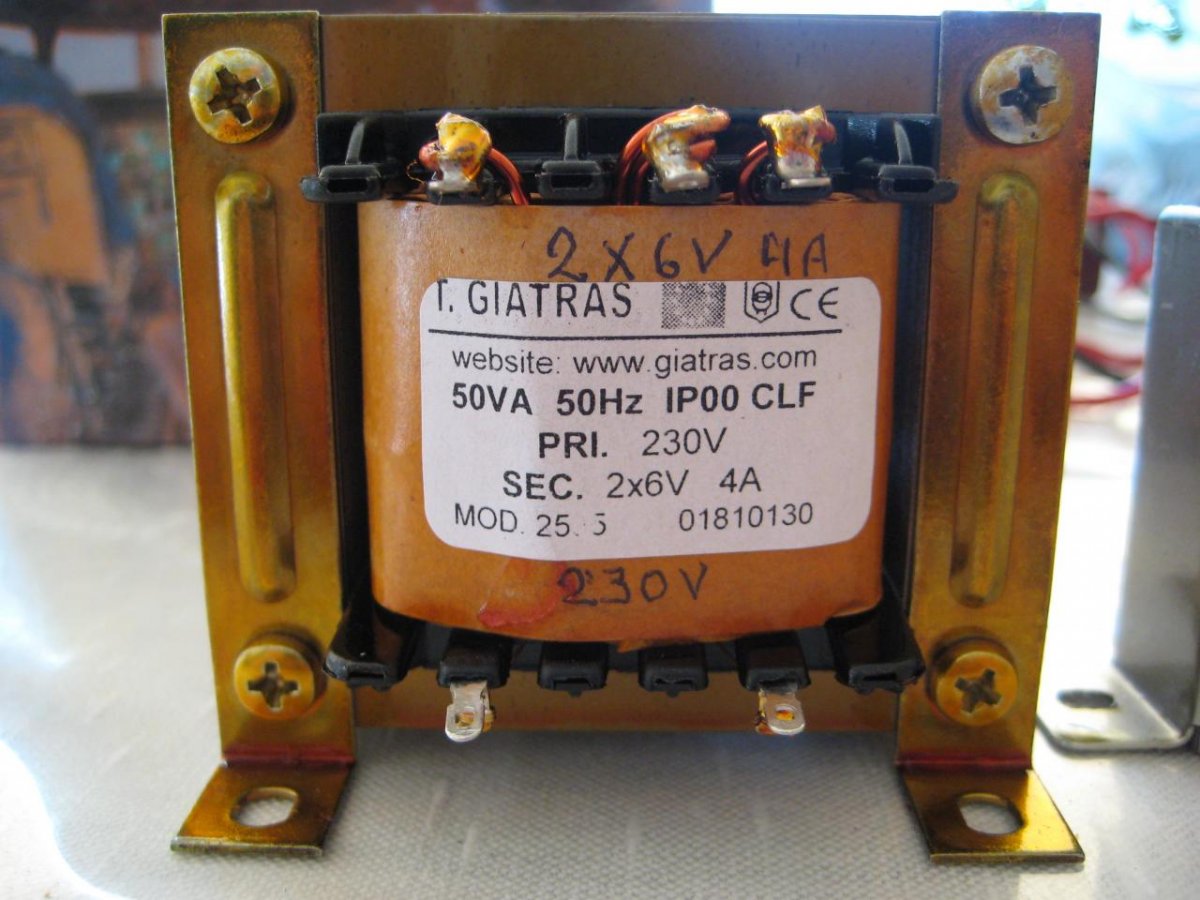 2X6V 4A
T. GIATRAS CE
website: www.giatras.com
50VA 50Hz IP00 CLF
PRI. 230V
SEC. 2x6V 4A
MOD. 01810130
230V